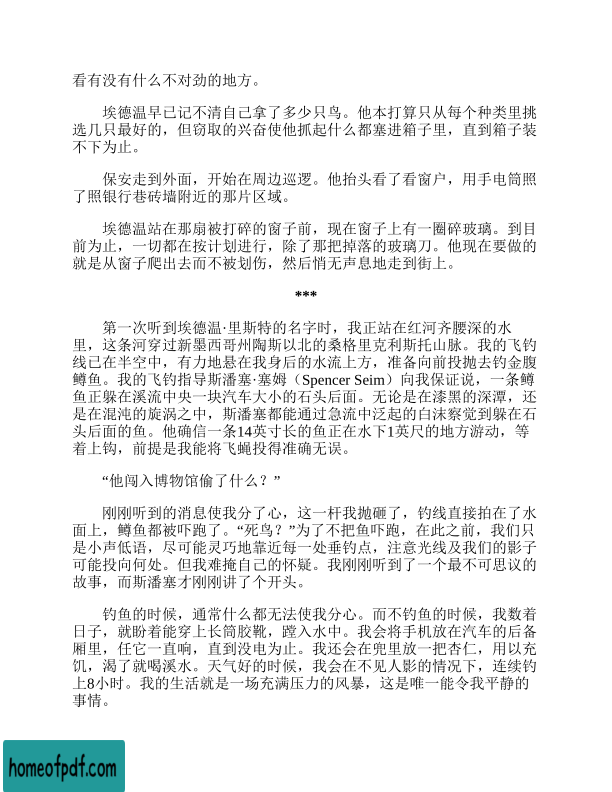 看有没有什么不对劲的地方。
埃德温早已记不清自己拿了多少只鸟。他本打算只从每个种类里挑
选几只最好的，但窃取的兴奋使他抓起什么都塞进箱子里，直到箱子装
不下为止。
保安走到外面，开始在周边巡逻。他抬头看了看窗户，用手电筒照
了照银行巷砖墙附近的那片区域。
埃德温站在那扇被打碎的窗子前，现在窗子上有一圈碎玻璃。到目
前为止，一切都在按计划进行，除了那把掉落的玻璃刀。他现在要做的
就是从窗子爬出去而不被划伤，然后悄无声息地走到街上。
***
第一次听到埃德温·里斯特的名字时，我正站在红河齐腰深的水
里，这条河穿过新墨西哥州陶斯以北的桑格里克利斯托山脉。我的飞钓
线已在半空中，有力地悬在我身后的水流上方，准备向前投抛去钓金腹
鳟鱼。我的飞钓指导斯潘塞·塞姆（Spencer Seim）向我保证说，一条鳟
鱼正躲在溪流中央一块汽车大小的石头后面。无论是在漆黑的深潭，还
是在混沌的旋涡之中，斯潘塞都能通过急流中泛起的白沫察觉到躲在石
头后面的鱼。他确信一条14英寸长的鱼正在水下1英尺的地方游动，等
着上钩，前提是我能将飞蝇投得准确无误。
“他闯入博物馆偷了什么？”
刚刚听到的消息使我分了心，这一杆我抛砸了，钓线直接拍在了水
面上，鳟鱼都被吓跑了。“死鸟？”为了不把鱼吓跑，在此之前，我们只
是小声低语，尽可能灵巧地靠近每一处垂钓点，注意光线及我们的影子
可能投向何处。但我难掩自己的怀疑。我刚刚听到了一个最不可思议的
故事，而斯潘塞才刚刚讲了个开头。
钓鱼的时候，通常什么都无法使我分心。而不钓鱼的时候，我数着
日子，就盼着能穿上长筒胶靴，蹚入水中。我会将手机放在汽车的后备
厢里，任它一直响，直到没电为止。我还会在兜里放一把杏仁，用以充
饥，渴了就喝溪水。天气好的时候，我会在不见人影的情况下，连续钓
上8小时。我的生活就是一场充满压力的风暴，这是唯一能令我平静的
事情。
homeofpdf.com